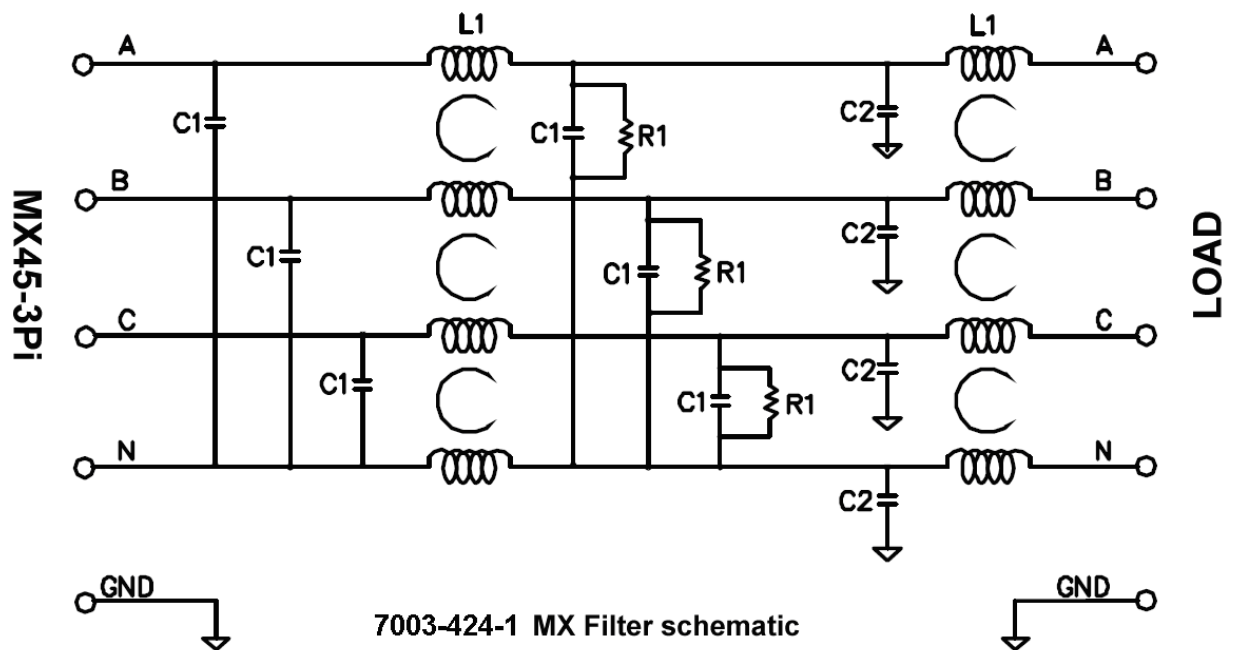 L1
L1
A
A
C1
C1
R1
C2
B
B
C1
C1
R1
C2
C
C
C1
C1
R1
C2
N
N
C2
GND
GND
MX45-3Pi
LOAD
7003-424-1 MX Filter schematic